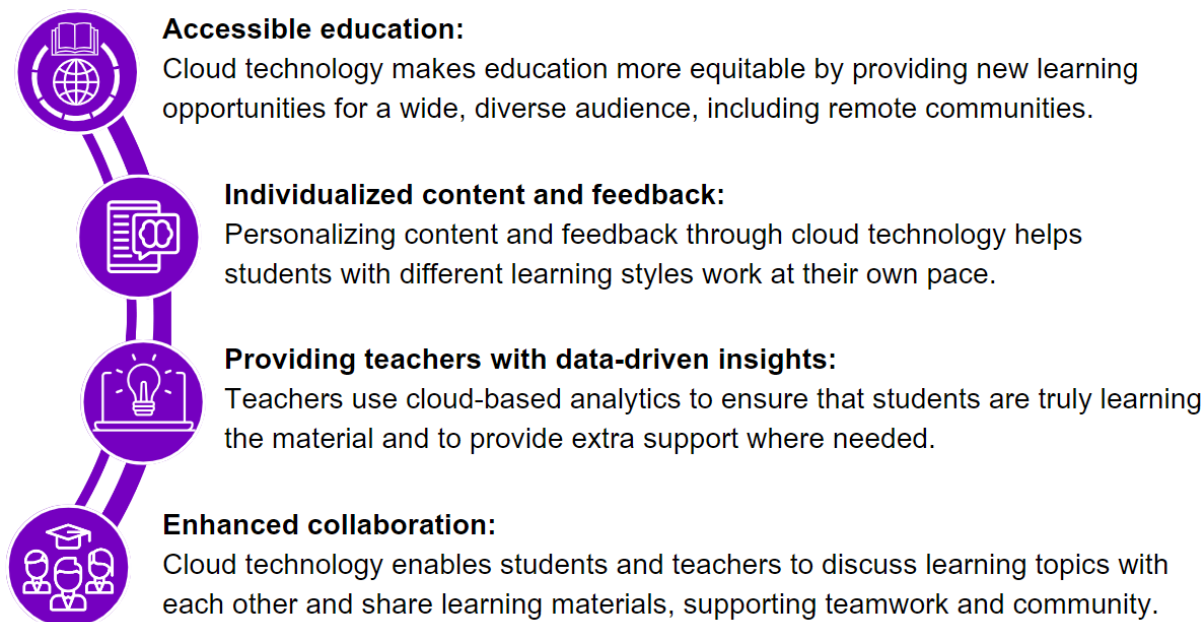 Accessible education:
Cloud technology makes education more equitable by providing new learning
opportunities for a wide, diverse audience, including remote communities.
Individualized content and feedback:
Personalizing content and feedback through cloud technology helps
students with different learning styles work at their own pace.
Providing teachers with data-driven insights:
Teachers use cloud-based analytics to ensure that students are truly learning
the material and to provide extra support where needed.
Enhanced collaboration:
Cloud technology enables students and teachers to discuss learning topics with
each other and share learning materials, supporting teamwork and community.